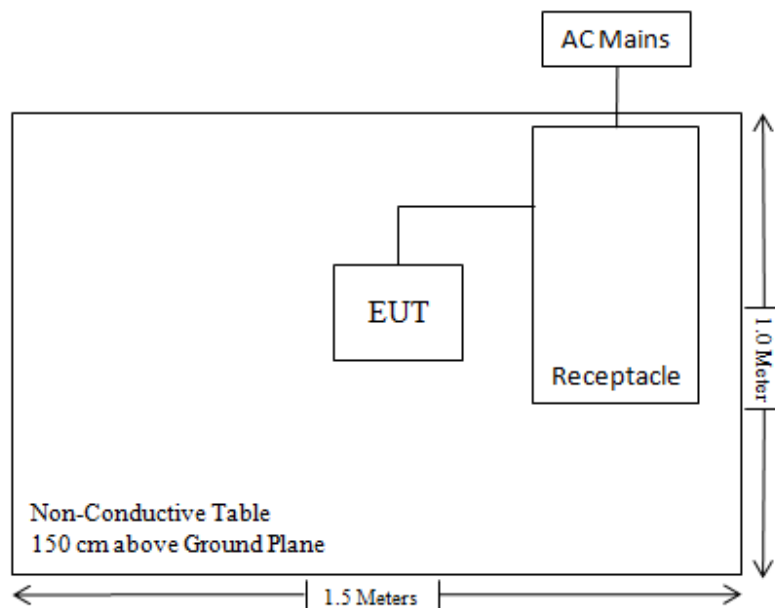 AC Mains
EUT
Receptacle
1.0 Meter
Non-Conductive Table
150 cm above Ground Plane
1.5 Meters